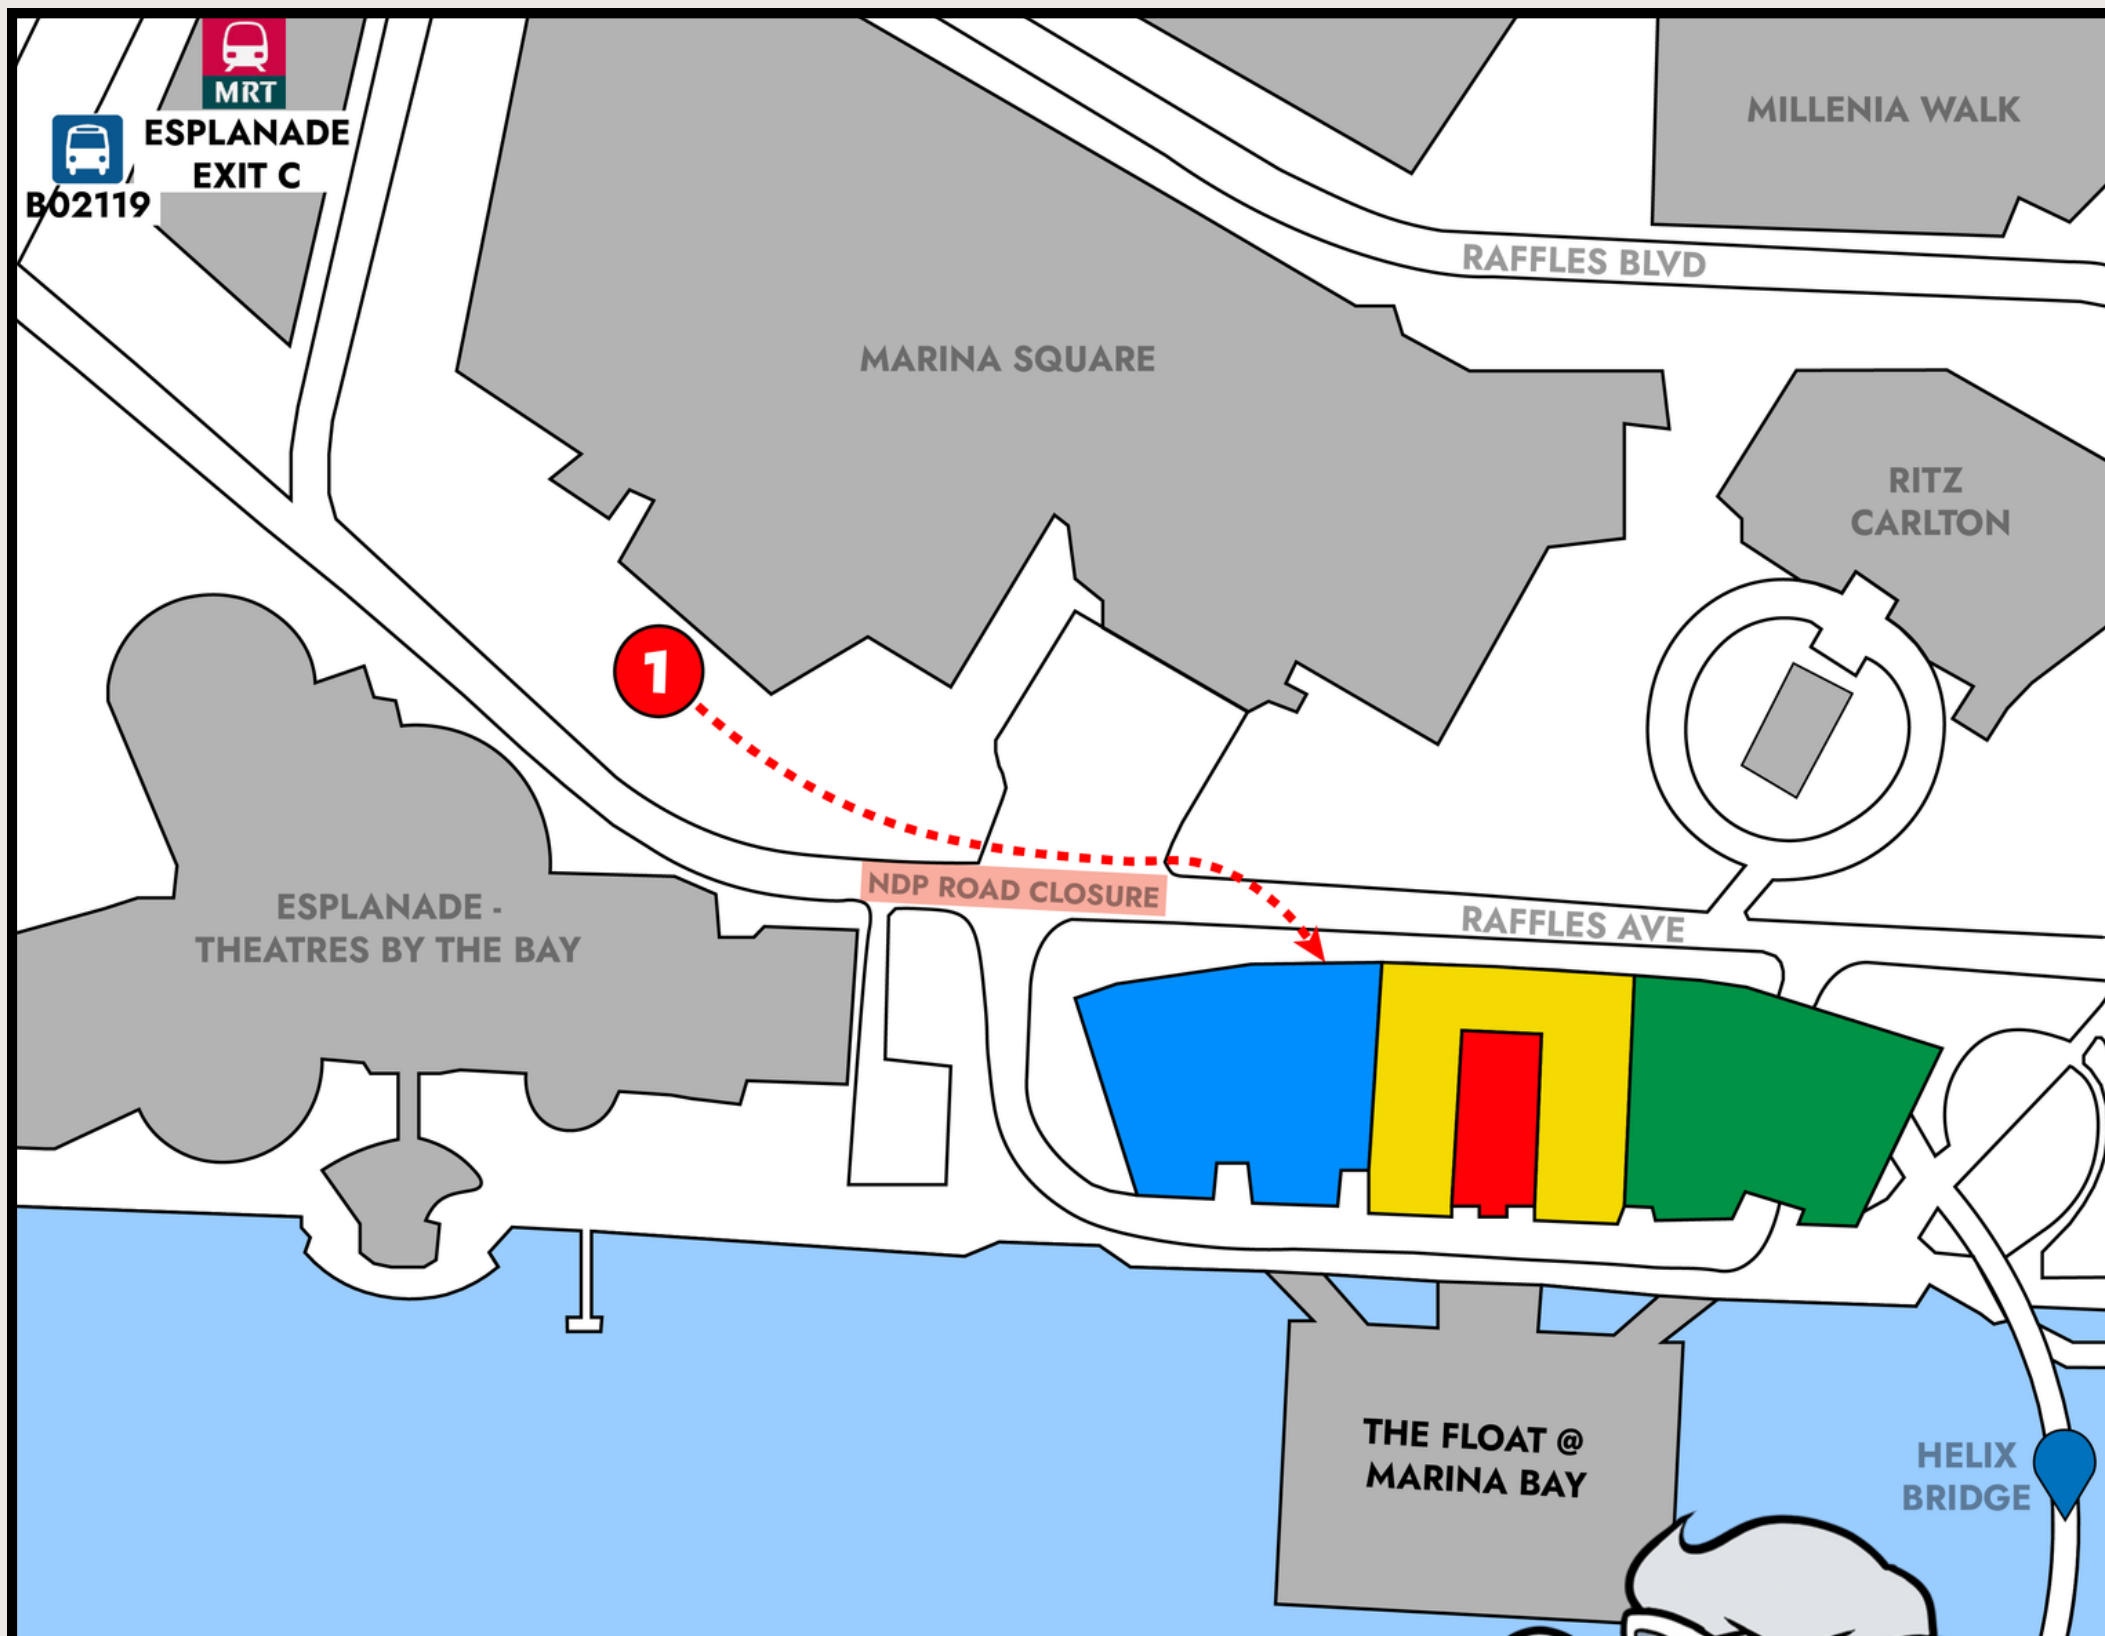 MRT
ESPLANADE
EXIT C
B02119
MILLENIA WALK
RAFFLES BLVD
MARINA SQUARE
RITZ
CARLTON
1
NDP ROAD CLOSURE
RAFFLES AVE
ESPLANADE -
THEATRES BY THE BAY
THE FLOAT @
MARINA BAY
HELIX
BRIDGE